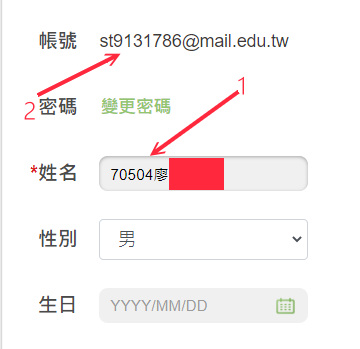 帳號 st9131786@mail.edu.tw
1
2 密碼 變更密碼
*姓名 70504廖
性別 男
生日 YYYY/MM/DD